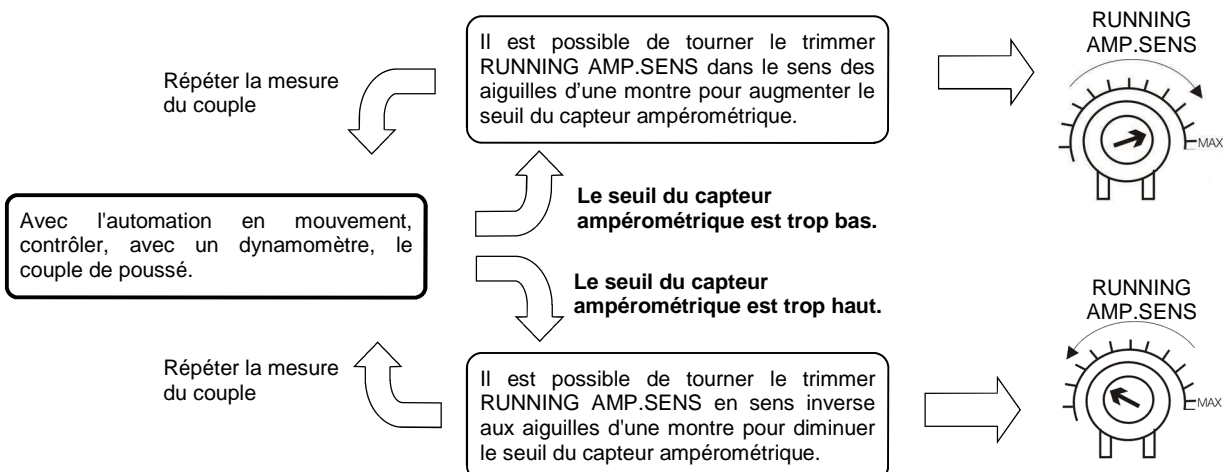 Répéter la mesure
du couple
Il est possible de tourner le trimmer
RUNNING AMP.SENS dans le sens des
aiguilles d’une montre pour augmenter le
seuil du capteur ampérométrique.
RUNNING
AMP.SENS
MAX
Avec l'automation en mouvement,
contrôler, avec un dynamomètre, le
couple de poussé.
Le seuil du capteur
ampérométrique est trop bas.
Le seuil du capteur
ampérométrique est trop haut.
Répéter la mesure
du couple
Il est possible de tourner le trimmer
RUNNING AMP.SENS en sens inverse
aux aiguilles d'une montre pour diminuer
le seuil du capteur ampérométrique.
RUNNING
AMP.SENS
MAX